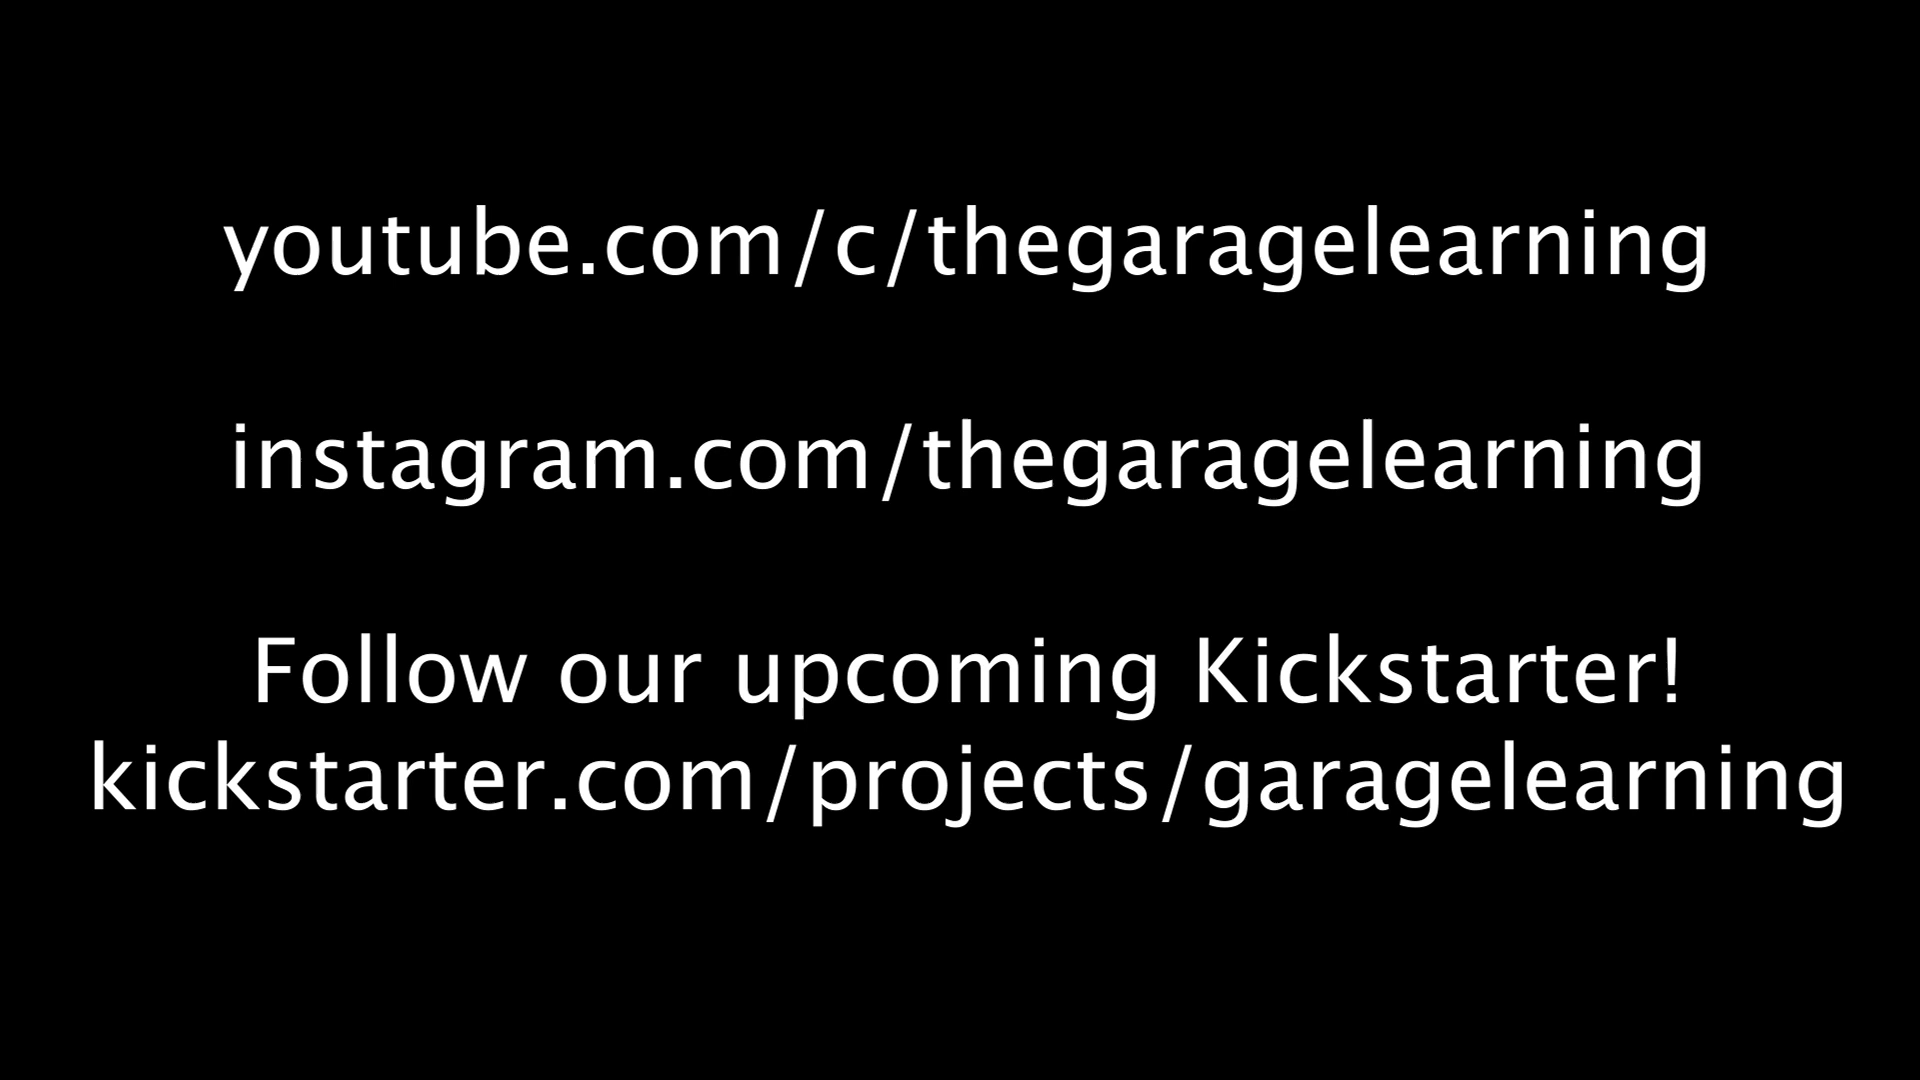 youtube.com/c/thegaragelearning
instagram.com/thegaragelearning
Follow our upcoming Kickstarter!
kickstarter.com/projects/garagelearning